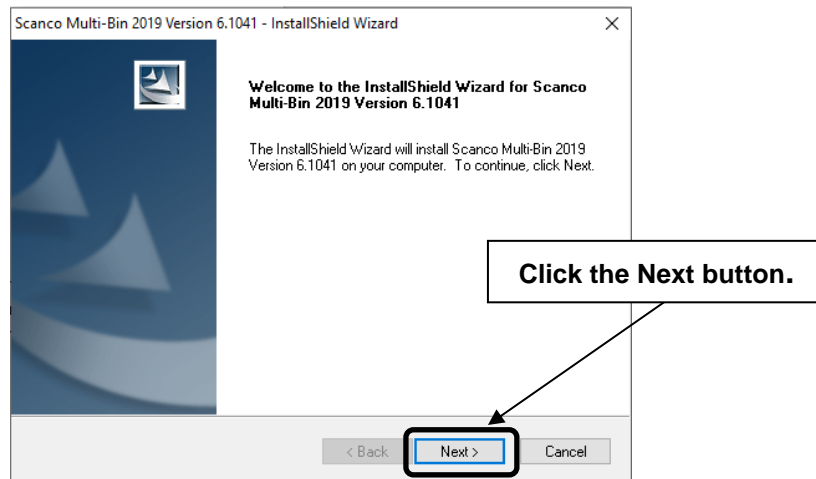 Scanco Multi-Bin 2019 Version 6.1041 - InstallShield Wizard
Welcome to the InstallShield Wizard for Scanco
Multi-Bin 2019 Version 6.1041
The InstallShield Wizard will install Scanco Multi-Bin 2019
Version 6.1041 on your computer. To continue, click Next.
Click the Next button.
< Back Next > Cancel